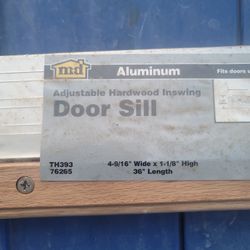 md
Aluminum
Fits doors
Adjustable Hardwood Inswing
Door Sill
TH393
76265
4-9/16" Wide x 1-1/8" High
36" Length